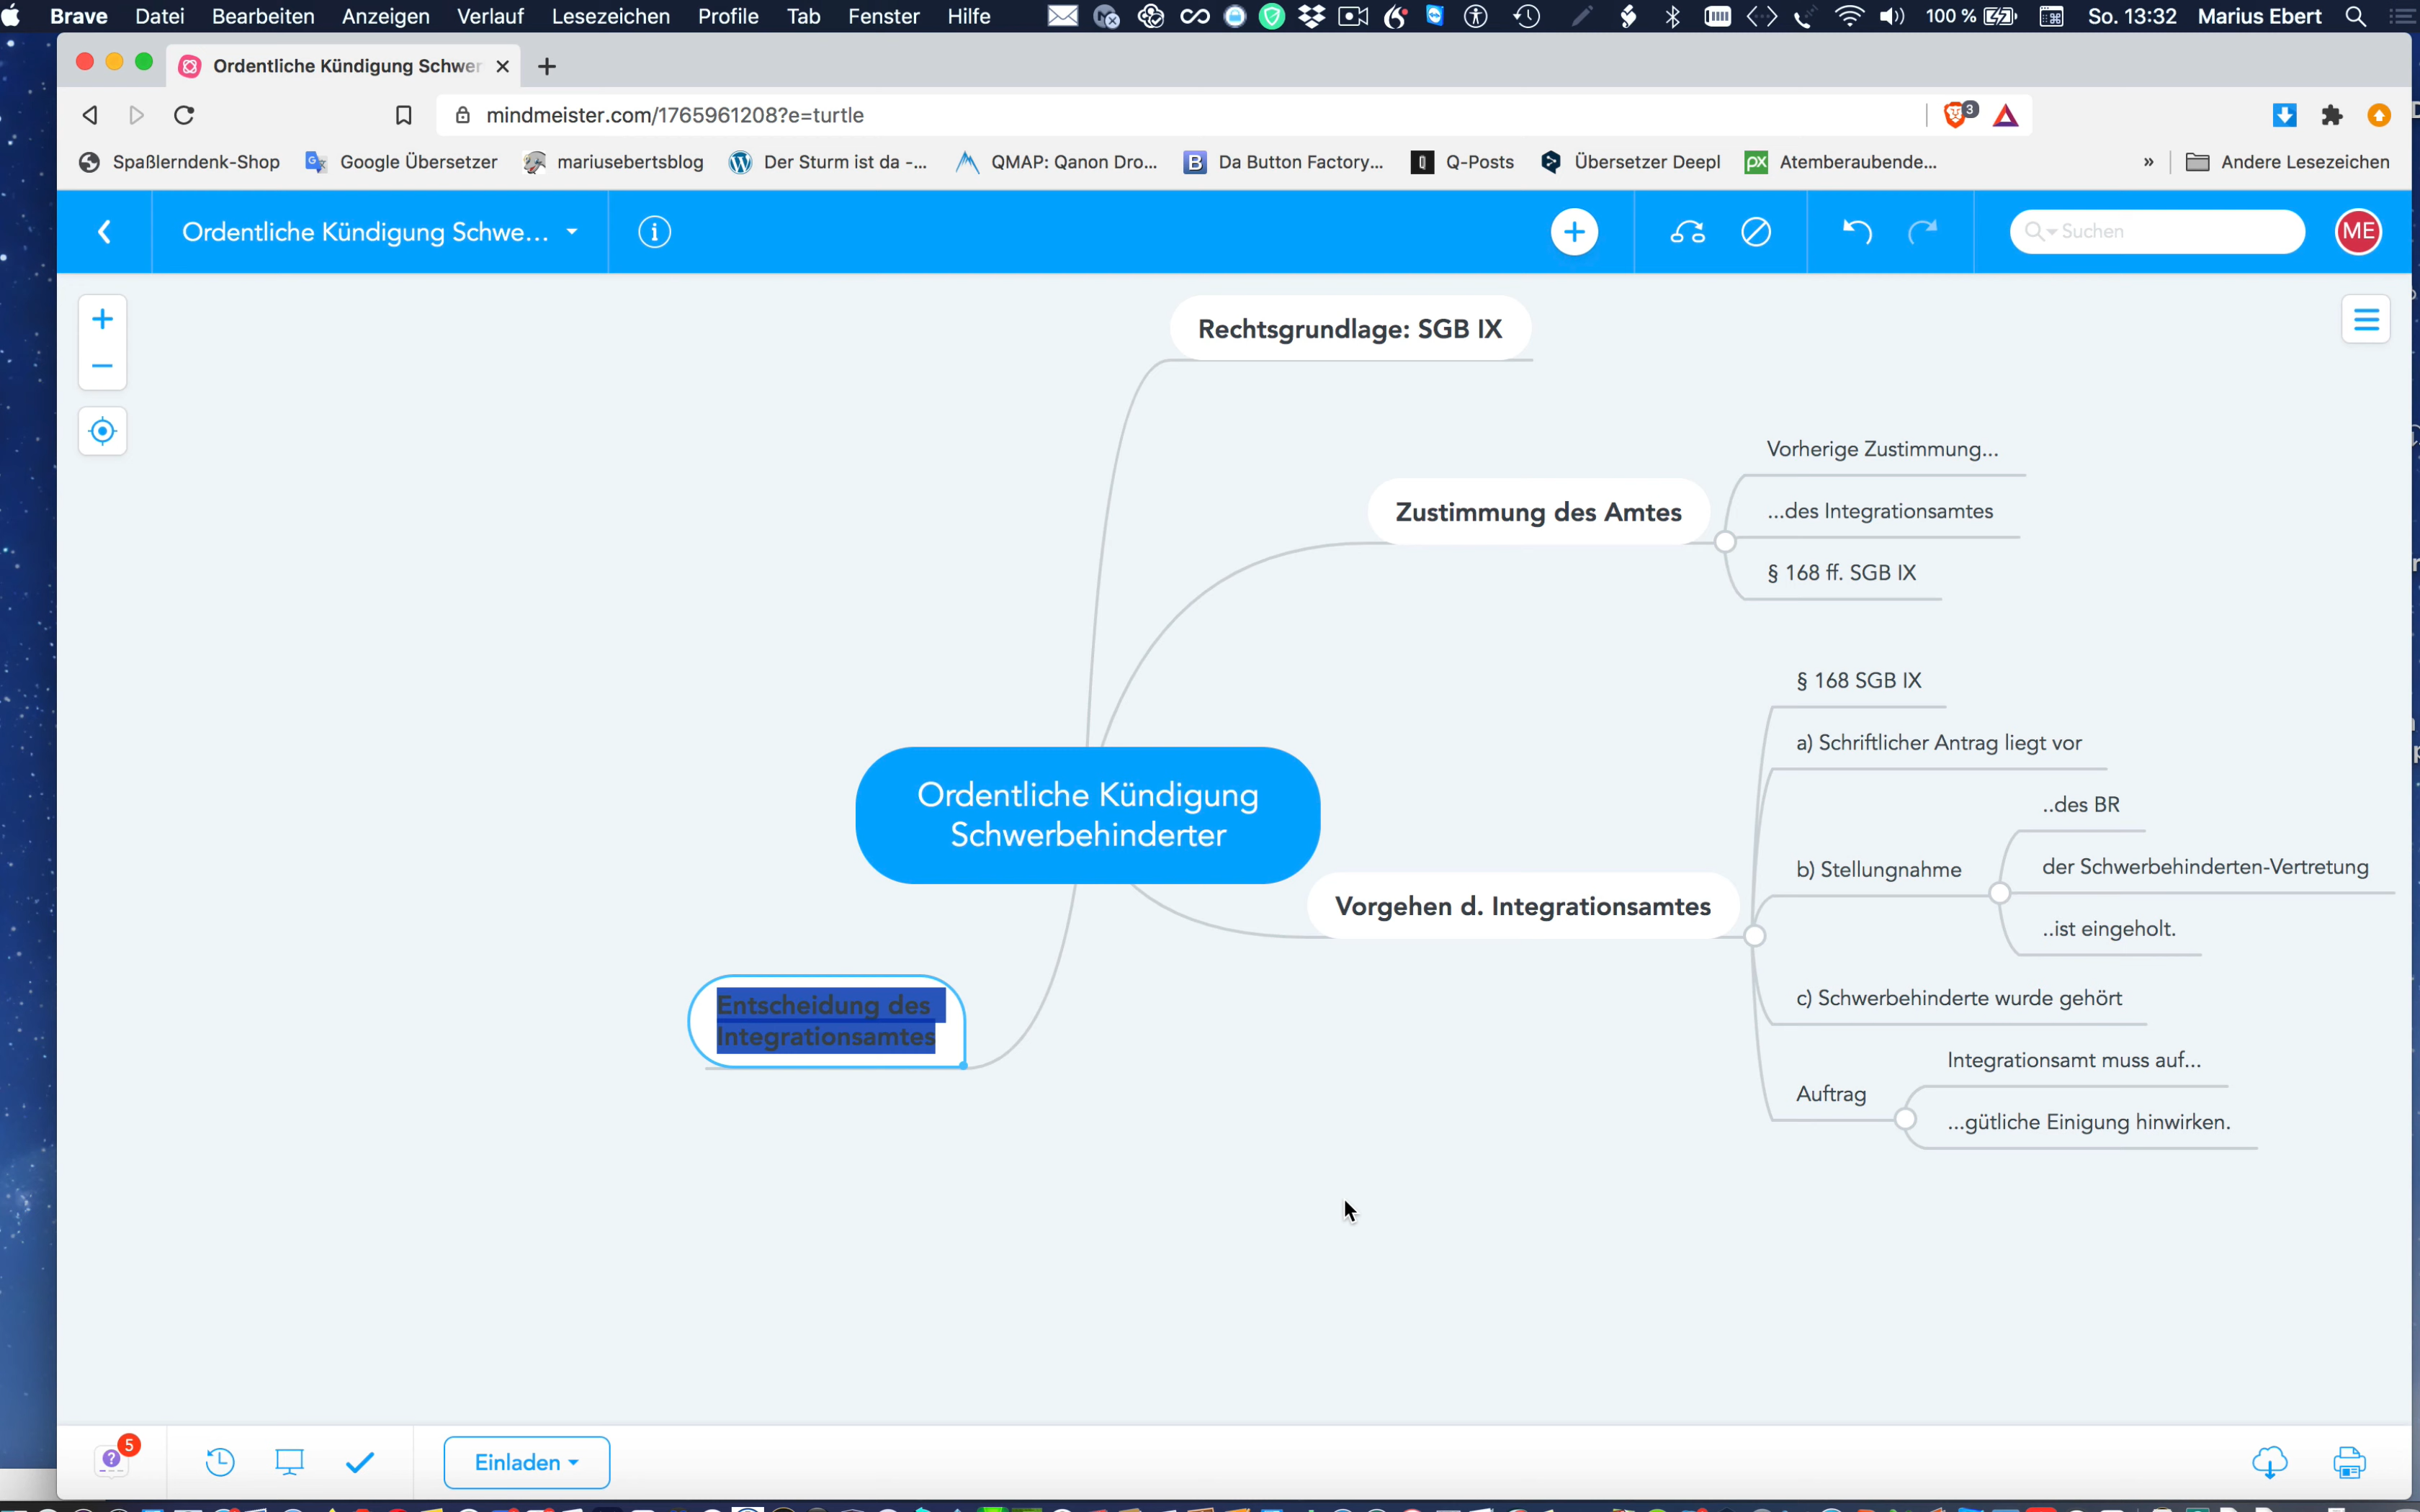 Brave Datei Bearbeiten Anzeigen Verlauf Lesezeichen Profile Tab Fenster Hilfe 100 % So. 13:32 Marius Ebert
Ordentliche Kündigung Schwer
mindmeister.com/1765961208?e=turtle
3
Spaßlerndenk-Shop Google Übersetzer mariusebertsblog Der Sturm ist da -... QMAP: Qanon Dro... Da Button Factory... Q-Posts Übersetzer Deepl Atemberaubende... » Andere Lesezeichen
Ordentliche Kündigung Schwe... Suchen ME
Rechtsgrundlage: SGB IX
Zustimmung des Amtes
Vorherige Zustimmung...
...des Integrationsamtes
§ 168 ff. SGB IX
Ordentliche Kündigung
Schwerbehinderter
Vorgehen d. Integrationsamtes
§ 168 SGB IX
a) Schriftlicher Antrag liegt vor
b) Stellungnahme
..des BR
der Schwerbehinderten-Vertretung
..ist eingeholt.
c) Schwerbehinderte wurde gehört
Auftrag
Integrationsamt muss auf...
...gütliche Einigung hinwirken.
Entscheidung des
Integrationsamtes
5
Einladen